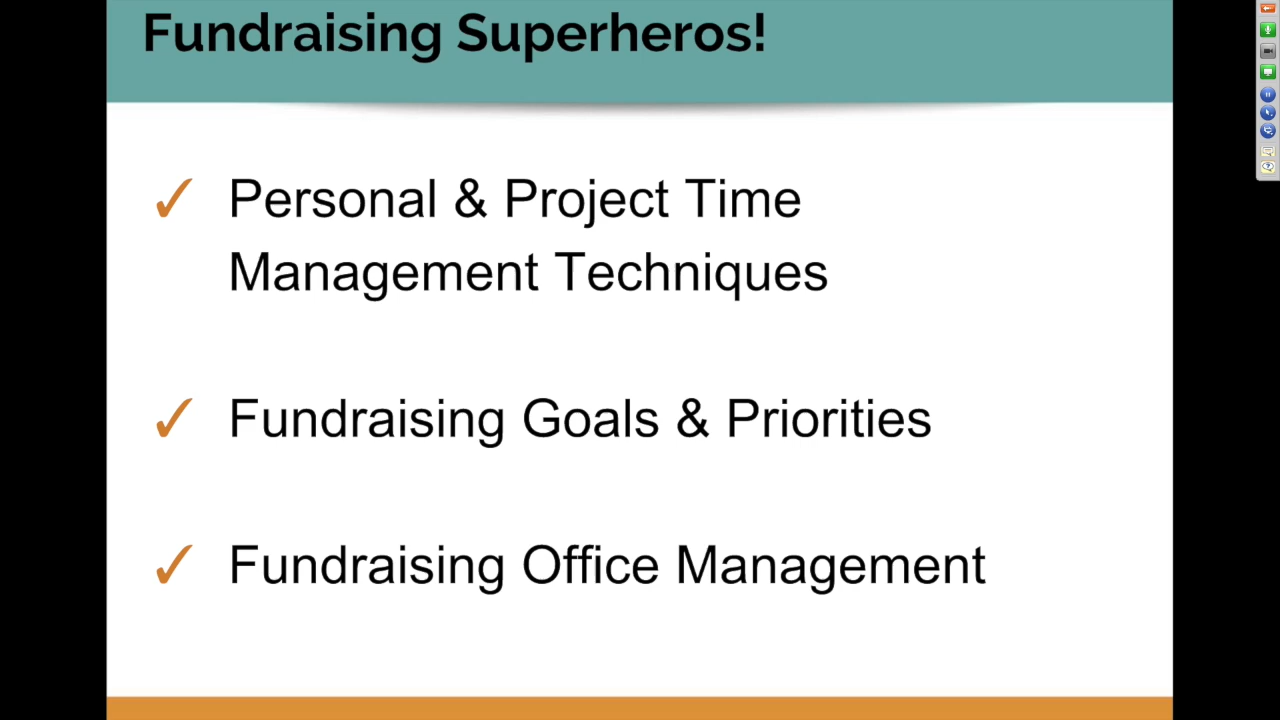 Fundraising Superheros!
✓ Personal & Project Time
Management Techniques
✓ Fundraising Goals & Priorities
✓ Fundraising Office Management